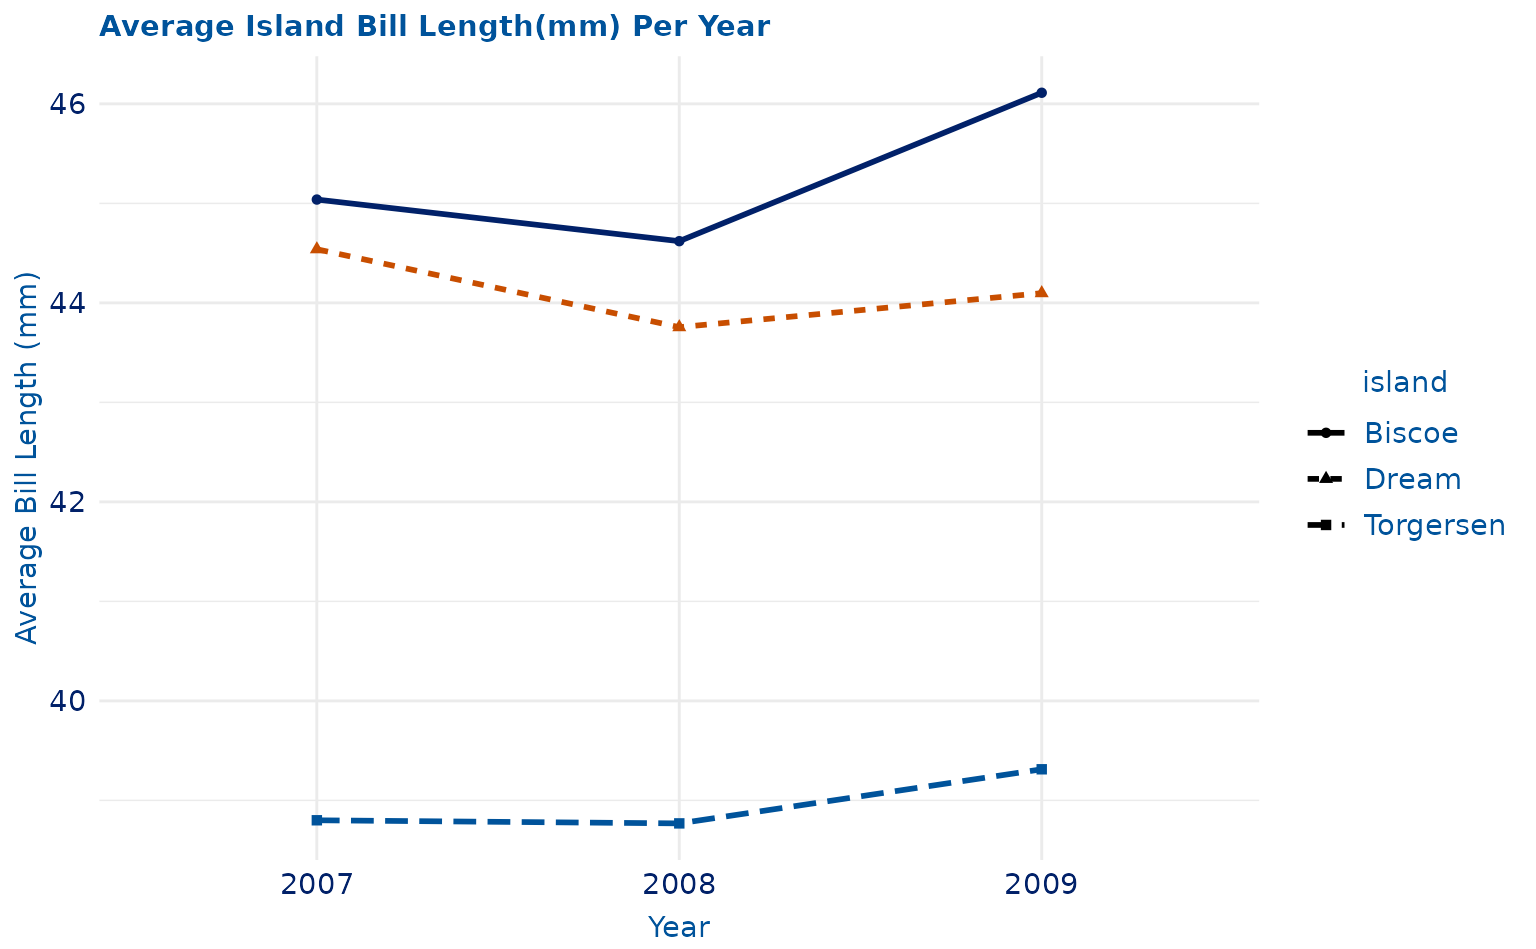 Average Island Bill Length(mm) Per Year
46
44
42
40
Average Bill Length (mm)
2007
2008
2009
Year
island
Biscoe
Dream
Torgersen